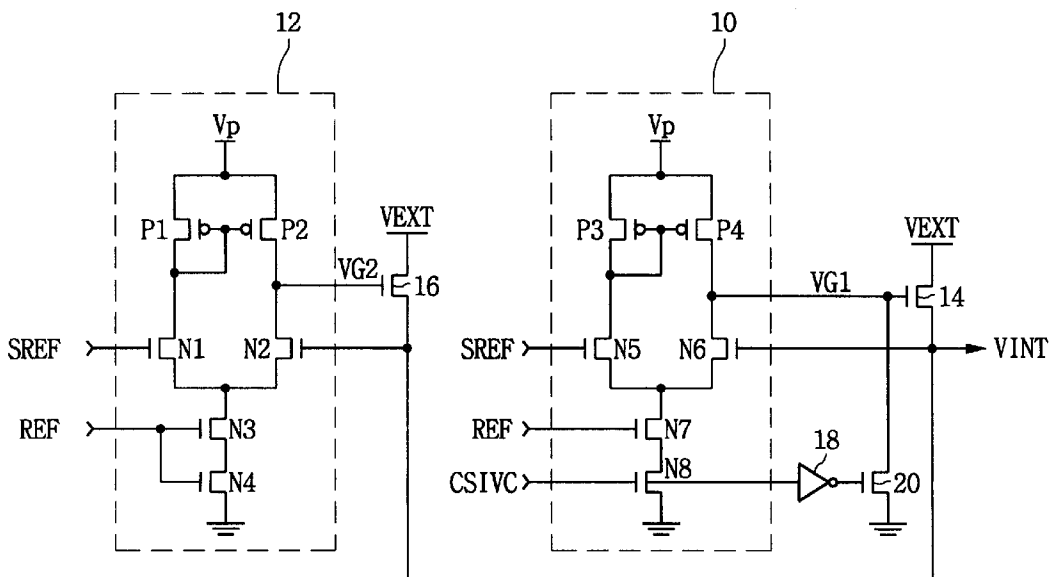 12
10
Vp
Vp
P1
P2
VEXT
P3
P4
VEXT
VG2
16
VG1
14
SREF
N1
N2
SREF
N5
N6
VINT
REF
N3
REF
N7
18
N4
CSIVC
N8
20